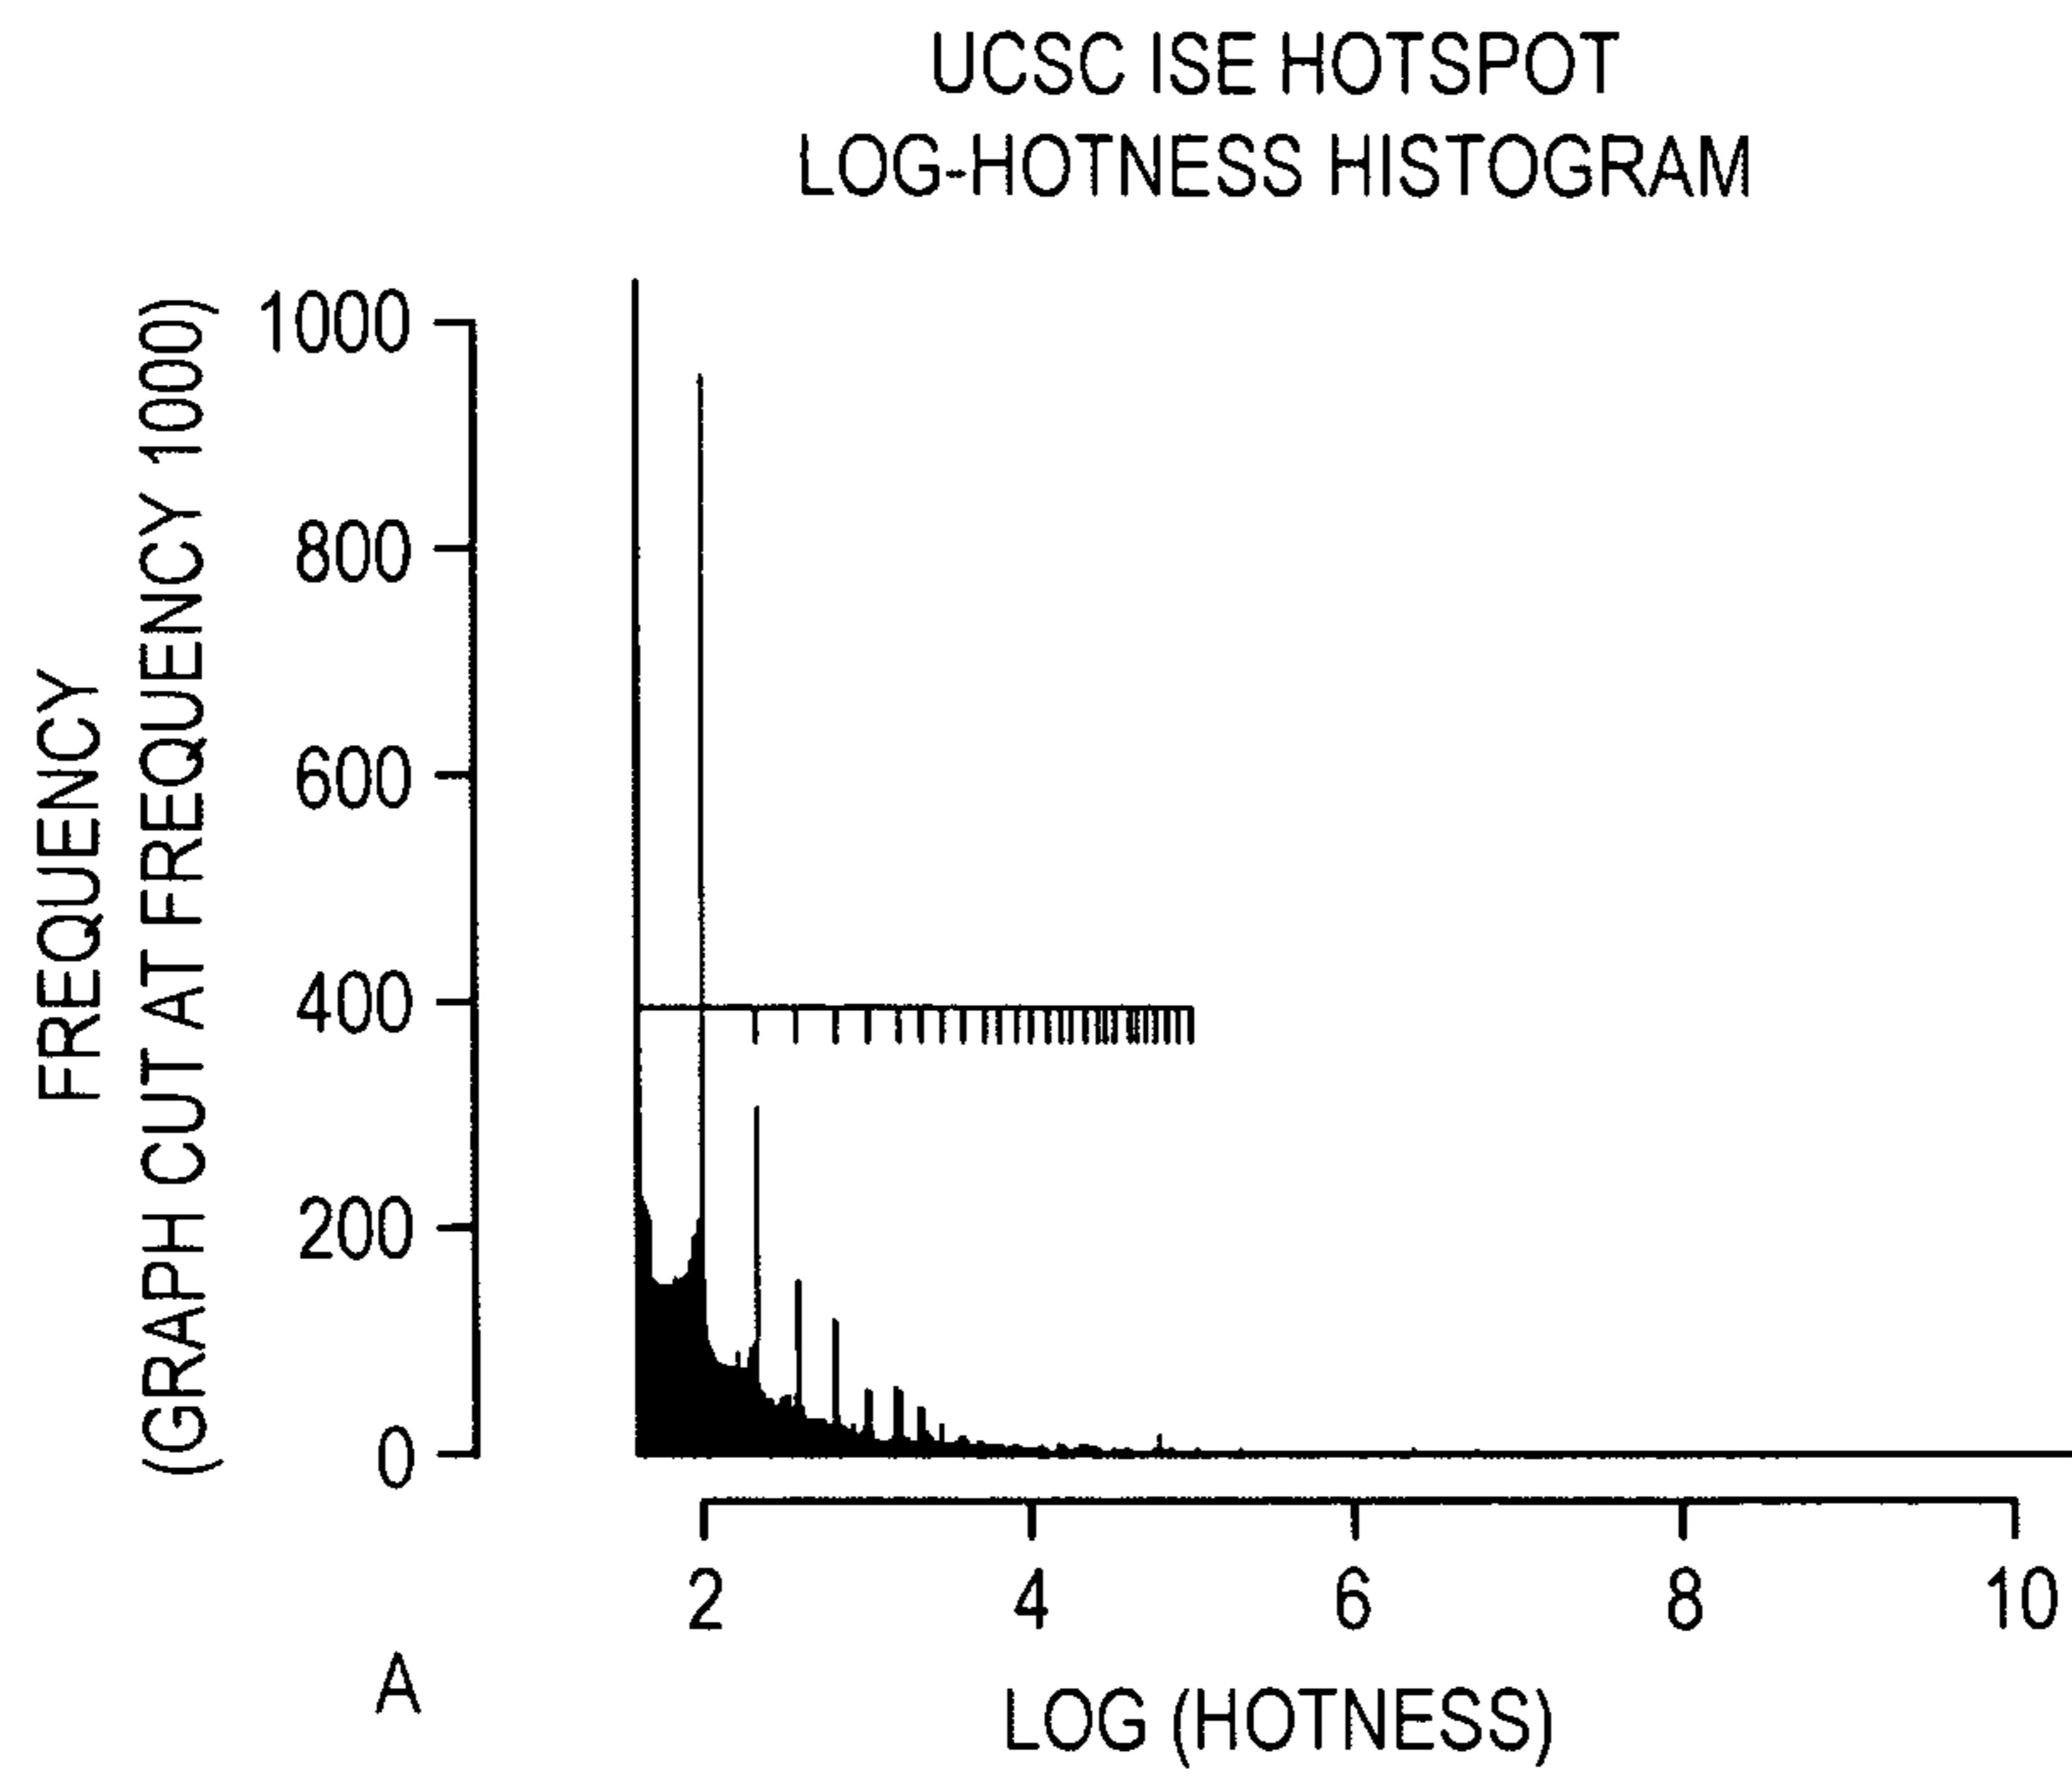 UCSC ISE HOTSPOT
LOG-HOTNESS HISTOGRAM
FREQUENCY
(GRAPH CUT AT FREQUENCY 1000)
1000
800
600
400
200
0
2 4 6 8 10
A
LOG (HOTNESS)